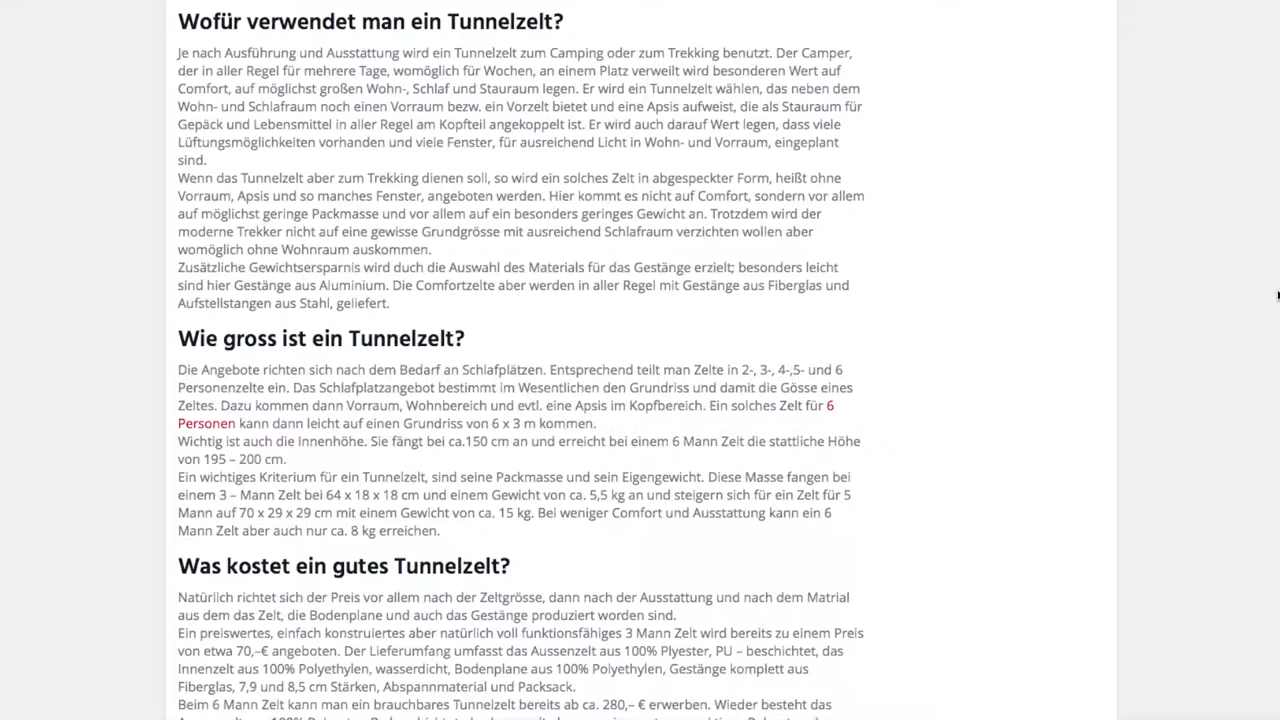 Wofür verwendet man ein Tunnelzelt?
Je nach Ausführung und Ausstattung wird ein Tunnelzelt zum Camping oder zum Trekking benutzt. Der Camper,
der in aller Regel für mehrere Tage, womöglich für Wochen, an einem Platz verweilt wird besonderen Wert auf
Comfort, auf möglichst großen Wohn-, Schlaf und Stauraum legen. Er wird ein Tunnelzelt wählen, das neben dem
Wohn- und Schlafraum noch einen Vorraum bezw. ein Vorzelt bietet und eine Apsis aufweist, die als Stauraum für
Gepäck und Lebensmittel in aller Regel am Kopfteil angekoppelt ist. Er wird auch darauf Wert legen, dass viele
Lüftungsmöglichkeiten vorhanden und viele Fenster, für ausreichend Licht in Wohn- und Vorraum, eingeplant
sind.
Wenn das Tunnelzelt aber zum Trekking dienen soll, so wird ein solches Zelt in abgespeckter Form, heißt ohne
Vorraum, Apsis und so manches Fenster, angeboten werden. Hier kommt es nicht auf Comfort, sondern vor allem
auf möglichst geringe Packmasse und vor allem auf ein besonders geringes Gewicht an. Trotzdem wird der
moderne Trekker nicht auf eine gewisse Grundgrösse mit ausreichend Schlafraum verzichten wollen aber
womöglich ohne Wohnraum auskommen.
Zusätzliche Gewichtsersparnis wird duch die Auswahl des Materials für das Gestänge erzielt; besonders leicht
sind hier Gestänge aus Aluminium. Die Comfortzelte aber werden in aller Regel mit Gestänge aus Fiberglas und
Aufstellstangen aus Stahl, geliefert.
Wie gross ist ein Tunnelzelt?
Die Angebote richten sich nach dem Bedarf an Schlafplätzen. Entsprechend teilt man Zelte in 2-, 3-, 4-,5- und 6
Personenzelte ein. Das Schlafplatzangebot bestimmt im Wesentlichen den Grundriss und damit die Gösse eines
Zeltes. Dazu kommen dann Vorraum, Wohnbereich und evtl. eine Apsis im Kopfbereich. Ein solches Zelt für 6
Personen kann dann leicht auf einen Grundriss von 6 x 3 m kommen.
Wichtig ist auch die Innenhöhe. Sie fängt bei ca.150 cm an und erreicht bei einem 6 Mann Zelt die stattliche Höhe
von 195 – 200 cm.
Ein wichtiges Kriterium für ein Tunnelzelt, sind seine Packmasse und sein Eigengewicht. Diese Masse fangen bei
einem 3 – Mann Zelt bei 64 x 18 x 18 cm und einem Gewicht von ca. 5,5 kg an und steigern sich für ein Zelt für 5
Mann auf 70 x 29 x 29 cm mit einem Gewicht von ca. 15 kg. Bei weniger Comfort und Ausstattung kann ein 6
Mann Zelt aber auch nur ca. 8 kg erreichen.
Was kostet ein gutes Tunnelzelt?
Natürlich richtet sich der Preis vor allem nach der Zeltgrösse, dann nach der Ausstattung und nach dem Matrial
aus dem das Zelt, die Bodenplane und auch das Gestänge produziert worden sind.
Ein preiswertes, einfach konstruiertes aber natürlich voll funktionsfähiges 3 Mann Zelt wird bereits zu einem Preis
von etwa 70,–€ angeboten. Der Lieferumfang umfasst das Aussenzelt aus 100% Plyester, PU – beschichtet, das
Innenzelt aus 100% Polyethylen, wasserdicht, Bodenplane aus 100% Polyethylen, Gestänge komplett aus
Fiberglas, 7,9 und 8,5 cm Stärken, Abspannmaterial und Packsack.
Beim 6 Mann Zelt kann man ein brauchbares Tunnelzelt bereits ab ca. 280,– € erwerben. Wieder besteht das